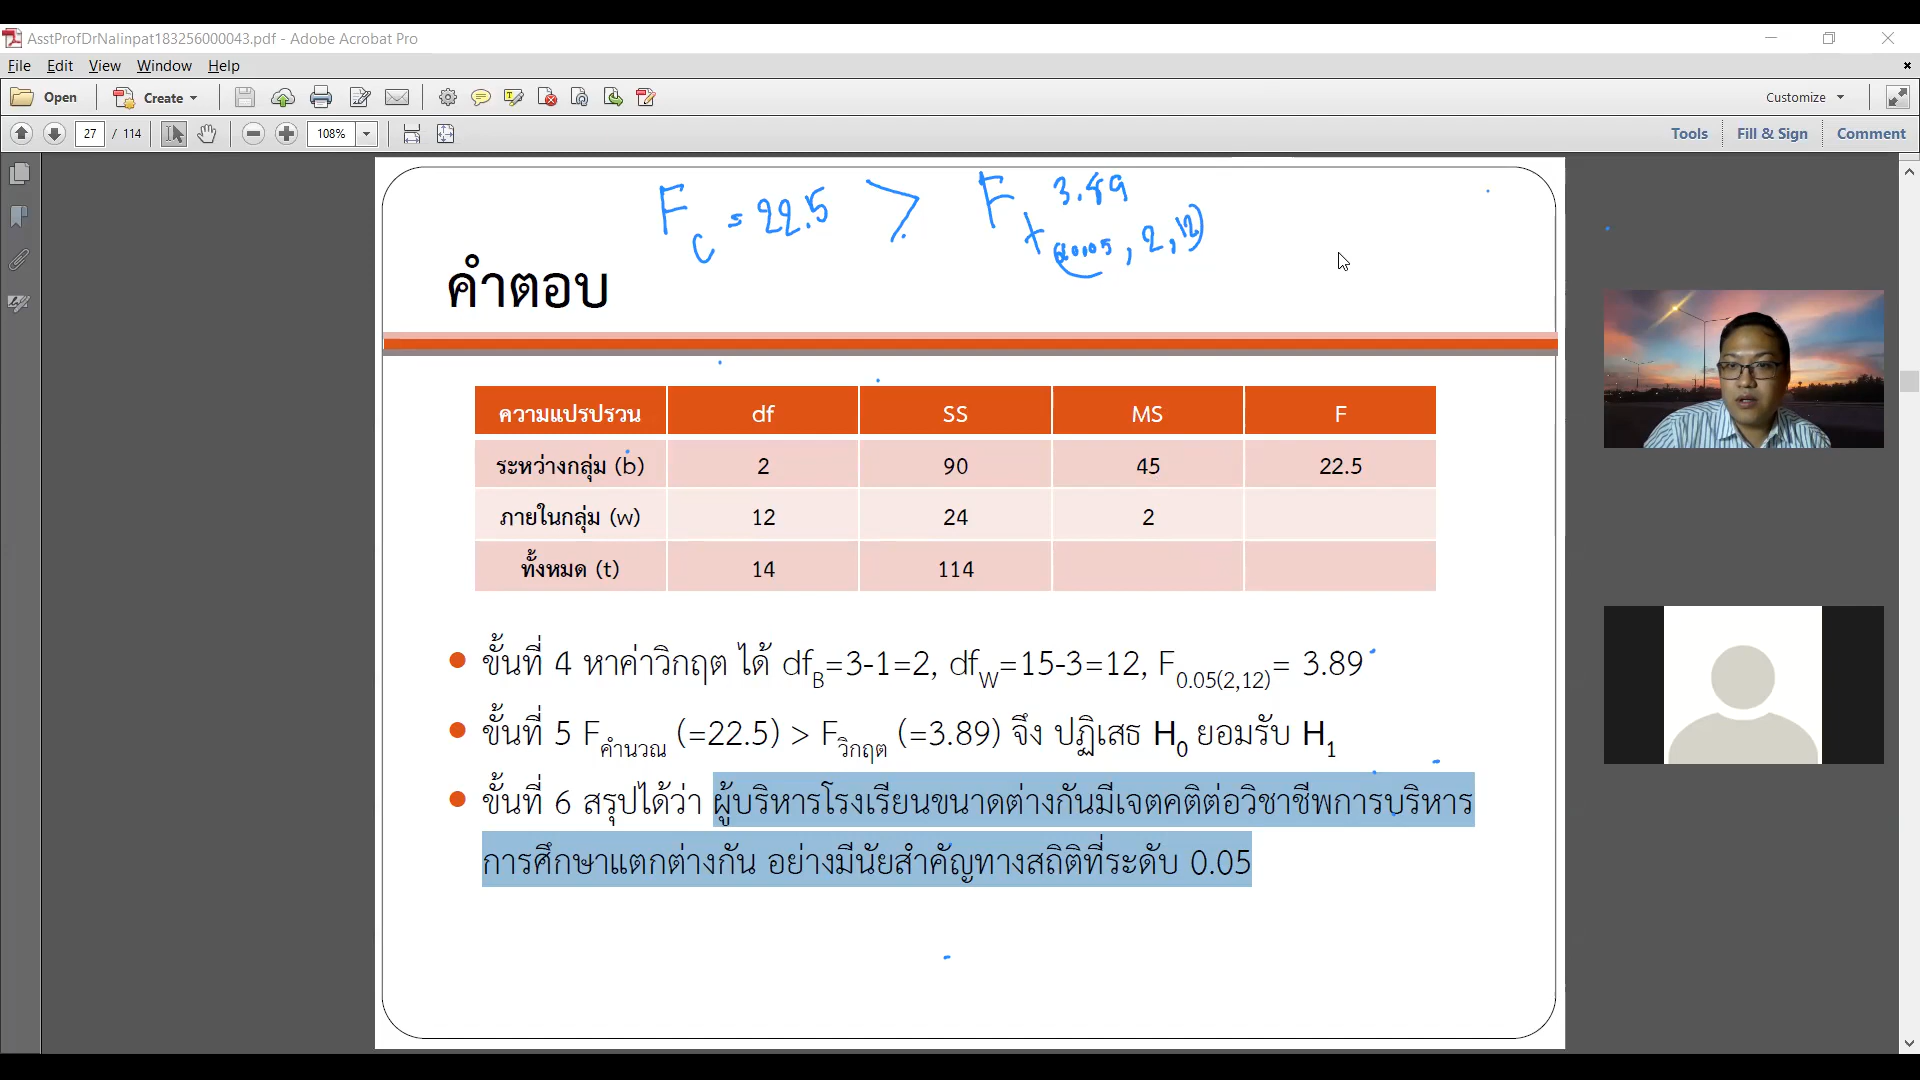 AsstProfDrNalinpat183256000043.pdf - Adobe Acrobat Pro
File Edit View Window Help
Open Create Customize
27 / 114 108% Tools Fill & Sign Comment
F c = 22.5 > F t 3.89
, 2, 12)
คำตอบ
ความแปรปรวน df SS MS F
ระหว่างกลุ่ม (b) 2 90 45 22.5
ภายในกลุ่ม (w) 12 24 2
ทั้งหมด (t) 14 114
• ขั้นที่ 4 หาค่าวิกฤต ได้ dfB=3-1=2, dfW=15-3=12, F0.05(2,12)= 3.89
• ขั้นที่ 5 Fคำนวณ (=22.5) > Fวิกฤต (=3.89) จึง ปฏิเสธ H0 ยอมรับ H1
• ขั้นที่ 6 สรุปได้ว่า ผู้บริหารโรงเรียนขนาดต่างกันมีเจตคติต่อวิชาชีพการบริหาร
การศึกษาแตกต่างกัน อย่างมีนัยสำคัญทางสถิติที่ระดับ 0.05